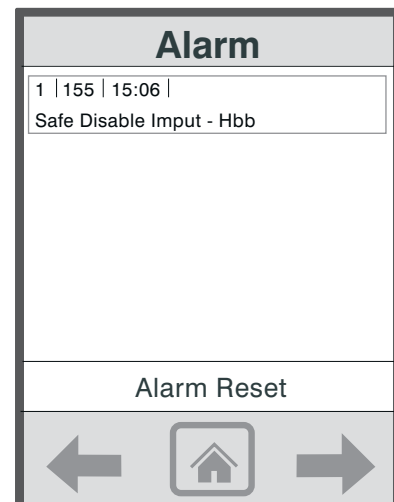 Alarm
1 | 155 | 15:06 |
Safe Disable Imput - Hbb
Alarm Reset